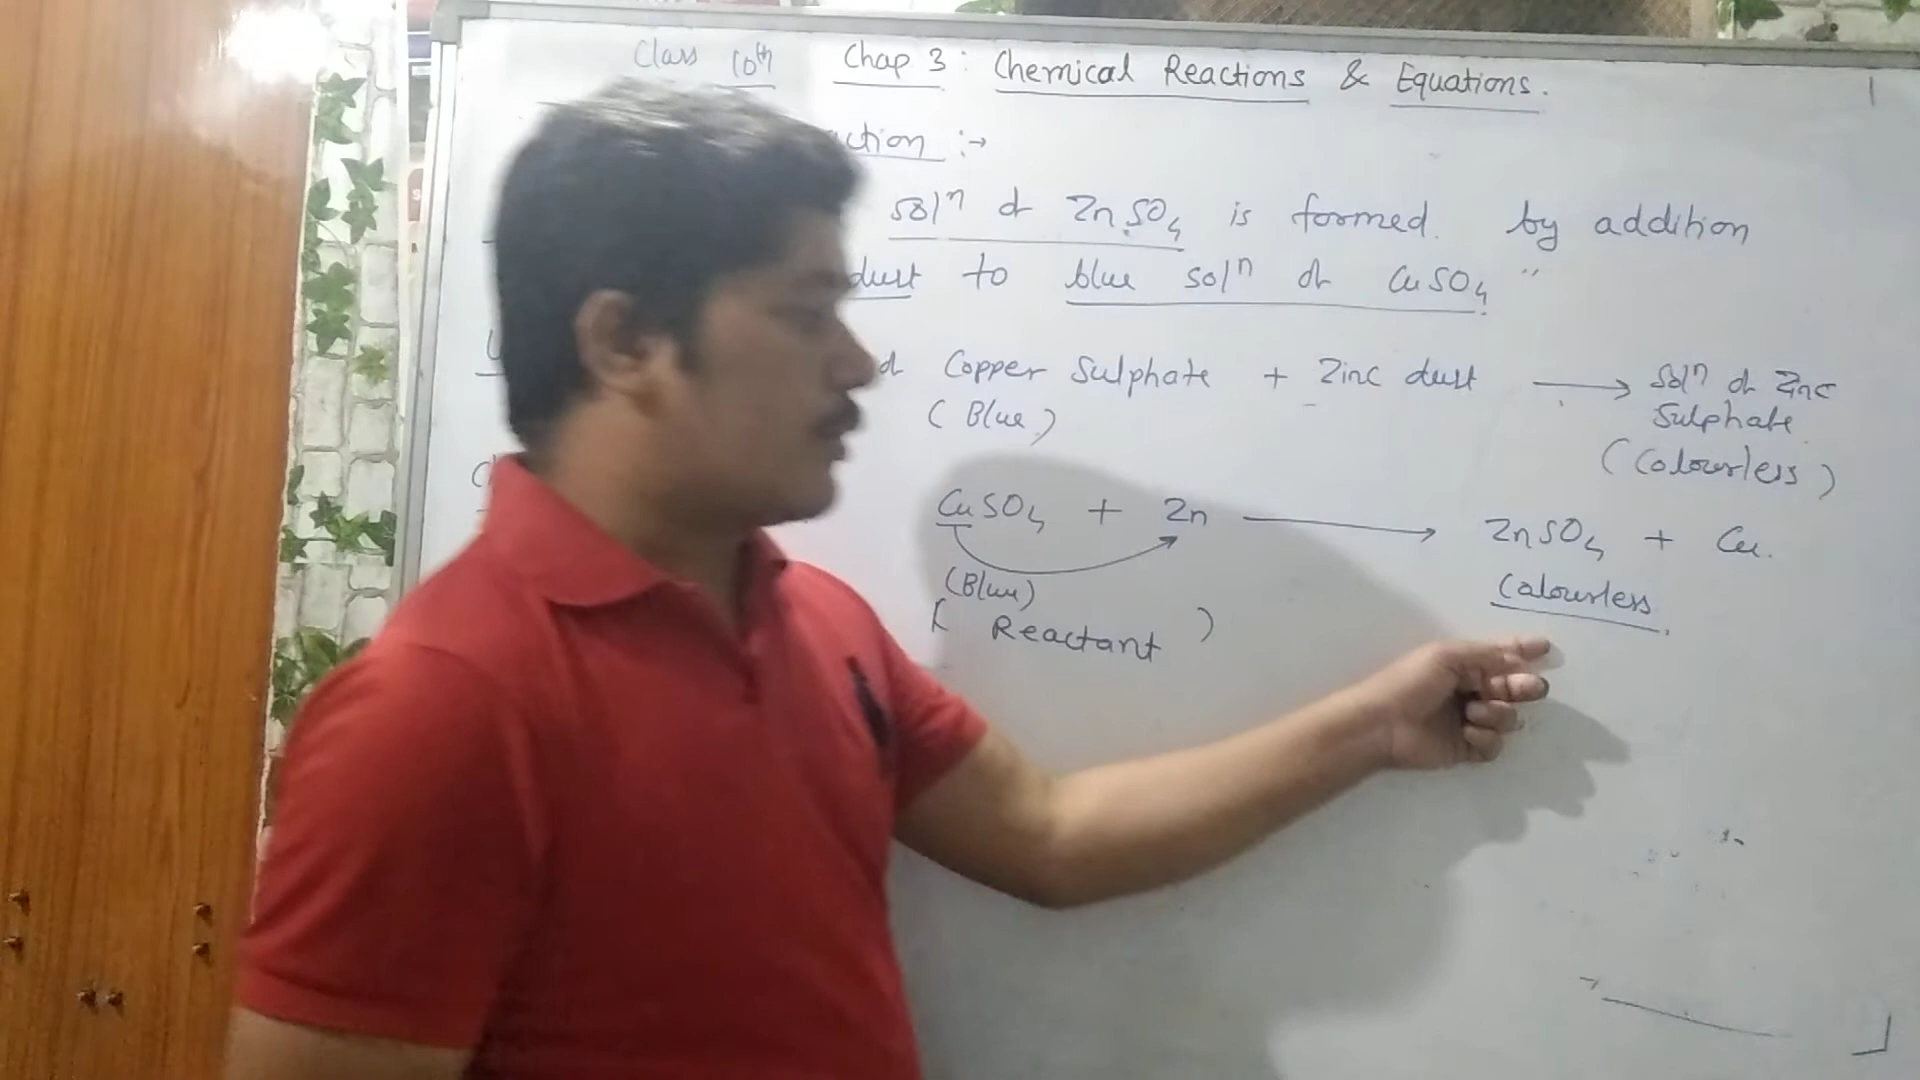 Class 10th Chap 3: Chemical Reactions & Equations.
ction :→
solⁿ of ZnSO₄ is formed. by addition
dust to blue solⁿ of CuSO₄ "
Copper Sulphate + Zinc dust ⟶ Solⁿ of Zinc
Sulphate
(Blue)
(Colourless)
CuSO₄ + Zn ⟶ ZnSO₄ + Cu.
(Blue)
Colourless
( Reactant )